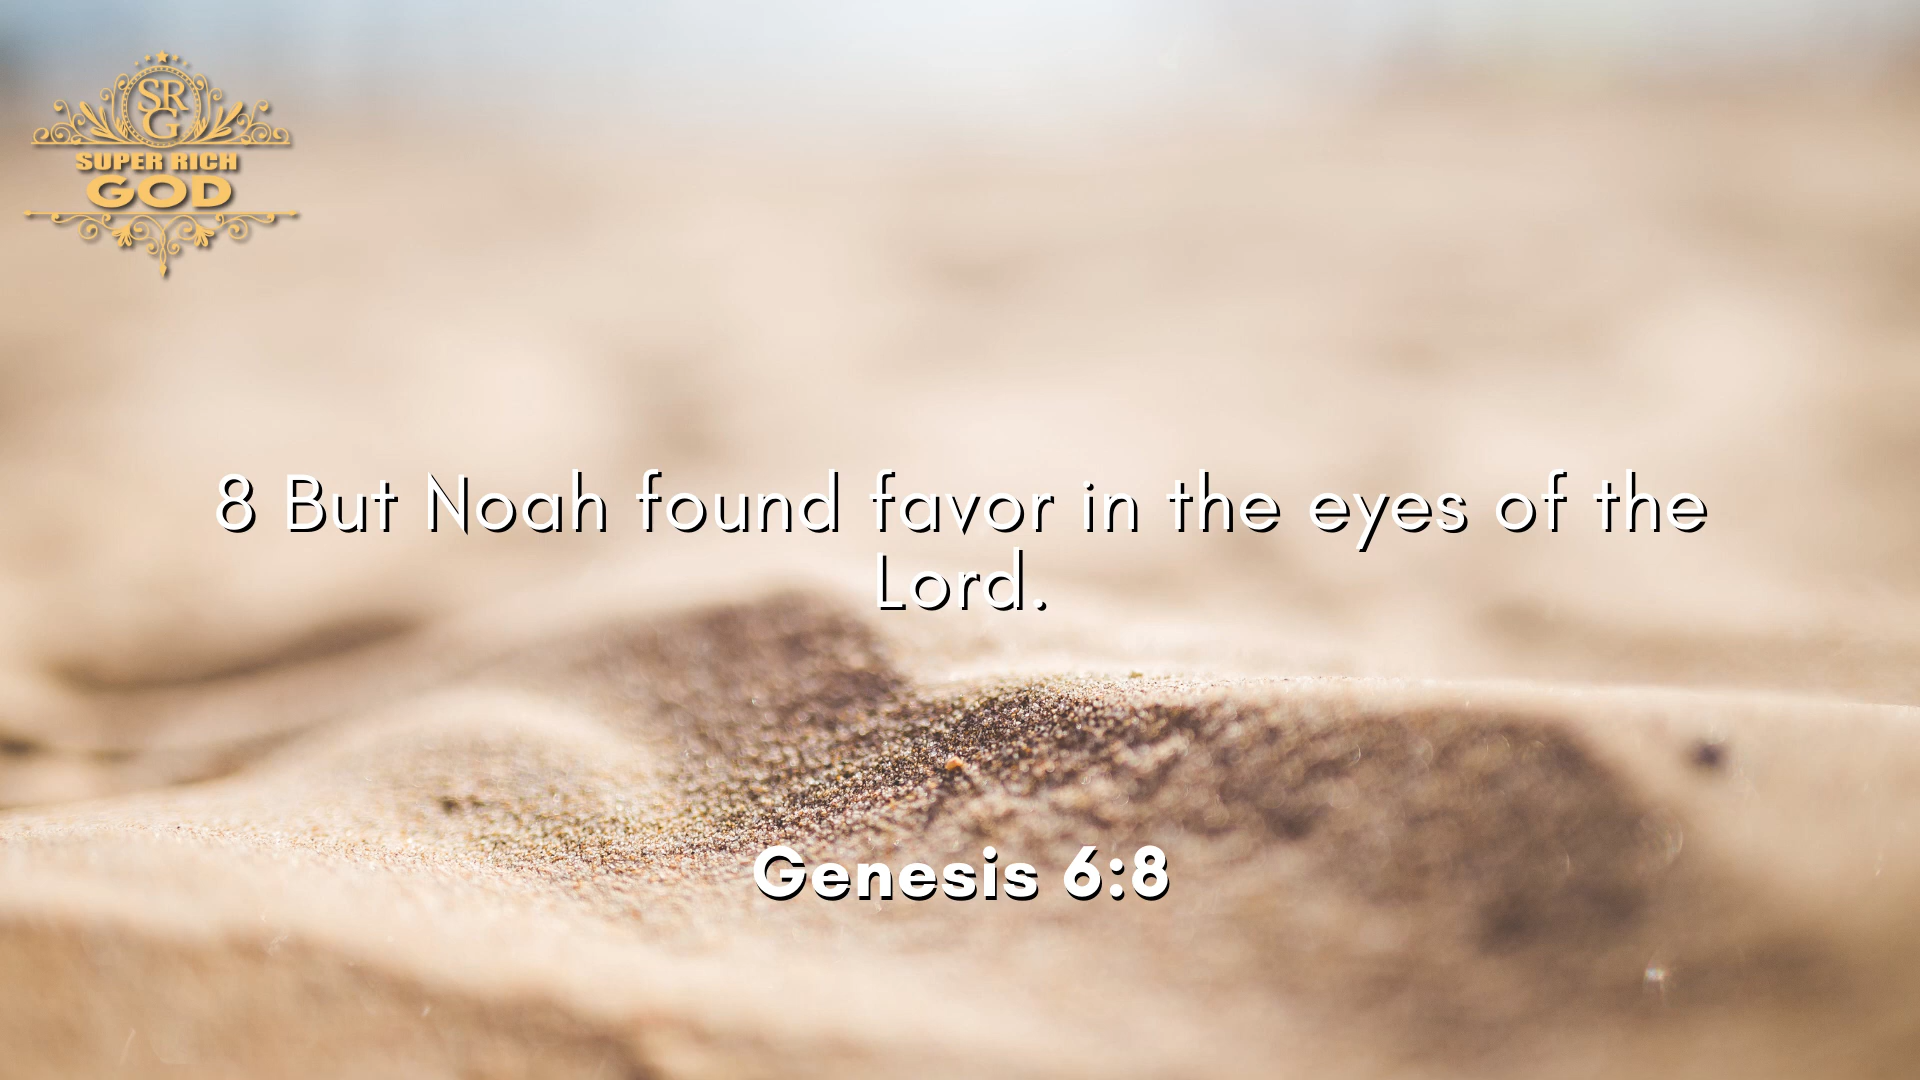 SRG
SUPER RICH
GOD
8 But Noah found favor in the eyes of the
Lord.
Genesis 6:8